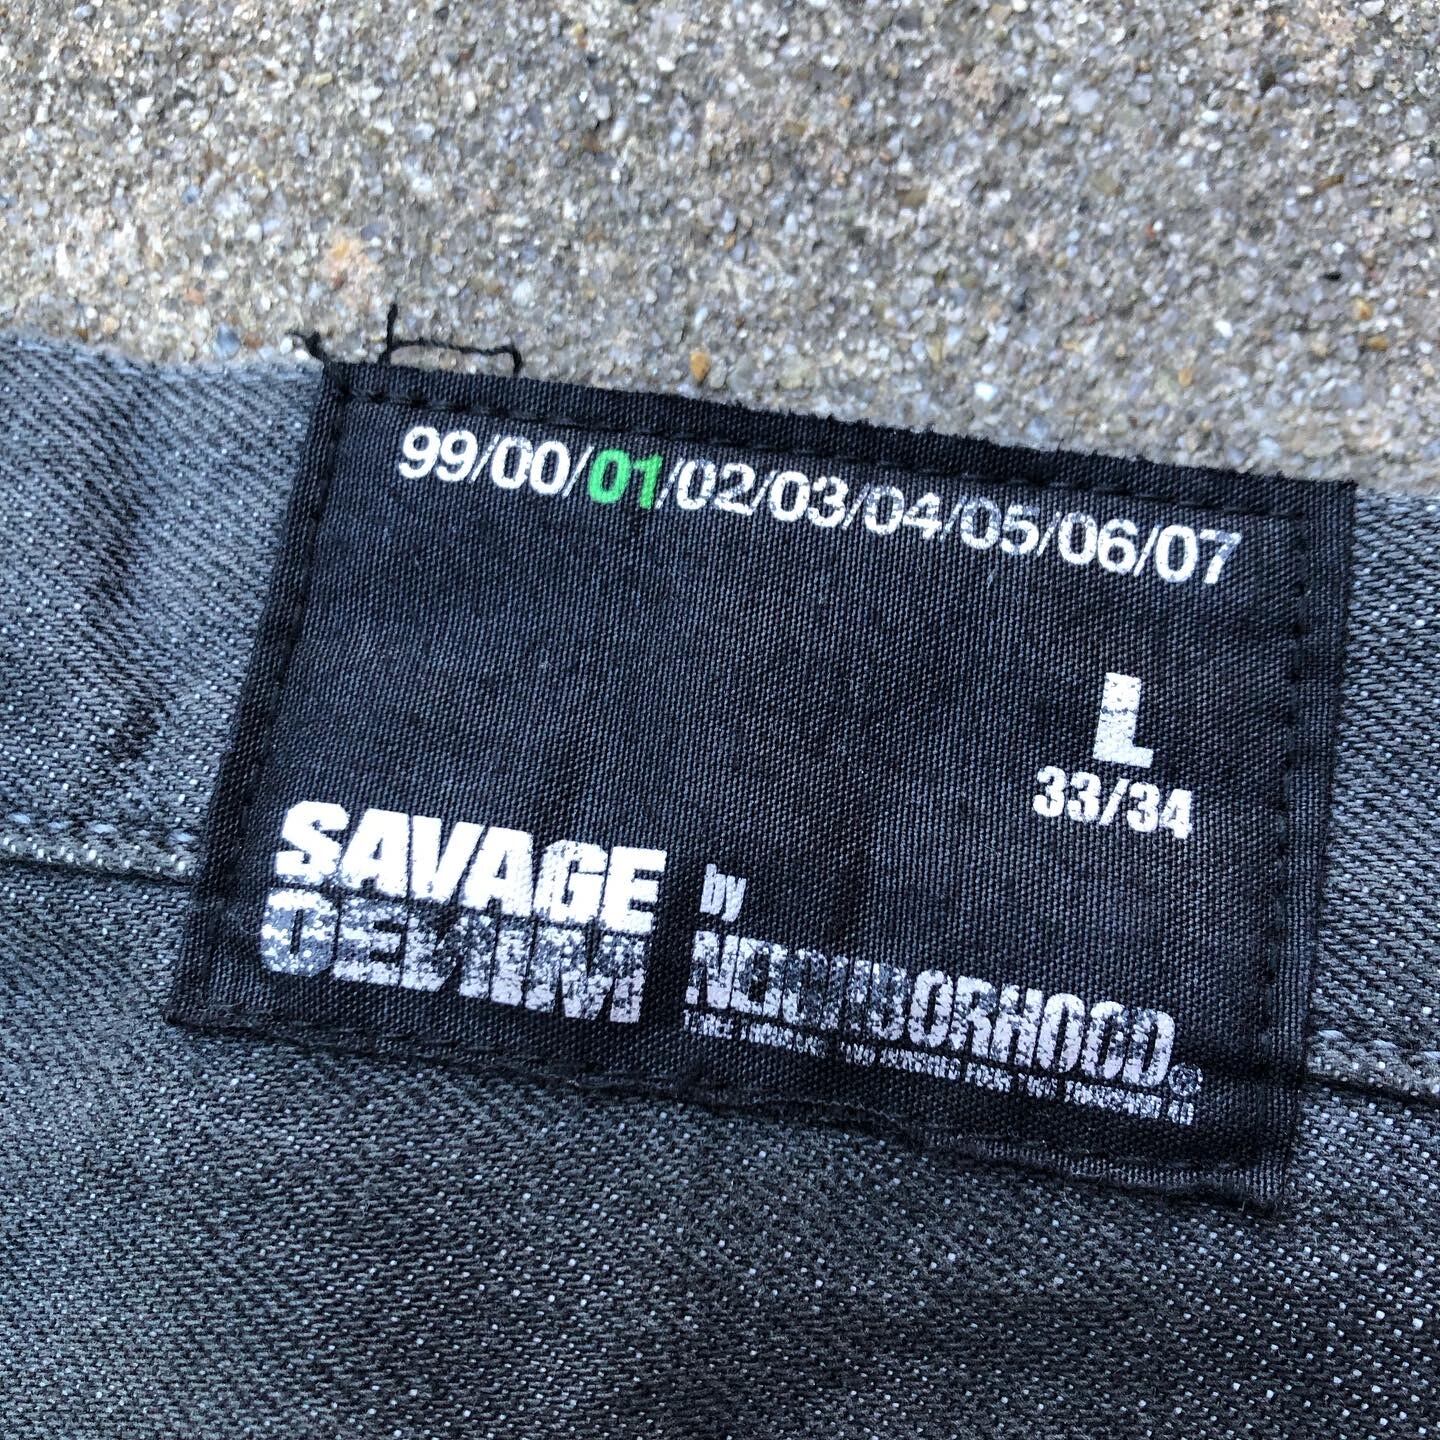 99/00/01/02/03/04/05/06/07
L
33/34
SAVAGE
DENIM
by
NEIGHBORHOOD®